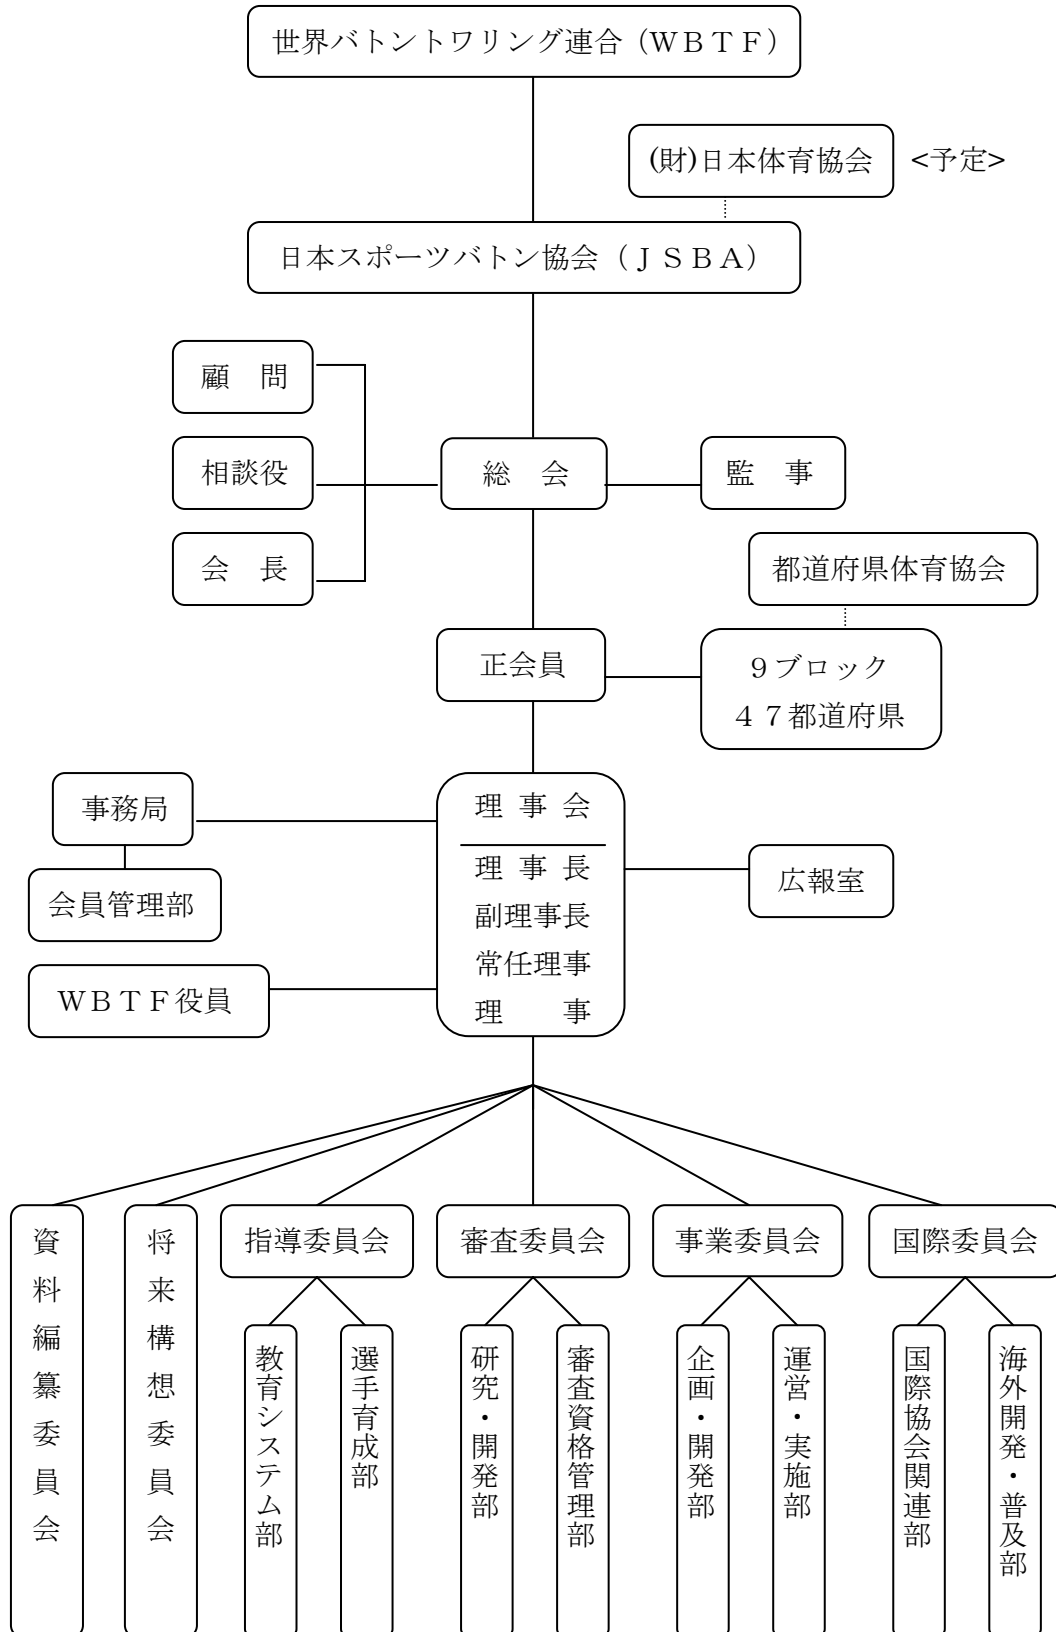 世界バトントワリング連合（ＷＢＴＦ）
(財)日本体育協会　<予定>
日本スポーツバトン協会（ＪＳＢＡ）
顧　問
相談役
総　会
監　事
会　長
都道府県体育協会
正会員
９ブロック
４７都道府県
事務局
会員管理部
ＷＢＴＦ役員
理 事 会
理 事 長
副理事長
常任理事
理　　事
広報室
資料編纂委員会
将来構想委員会
指導委員会
審査委員会
事業委員会
国際委員会
教育システム部
選手育成部
研究・開発部
審査資格管理部
企画・開発部
運営・実施部
国際協会関連部
海外開発・普及部